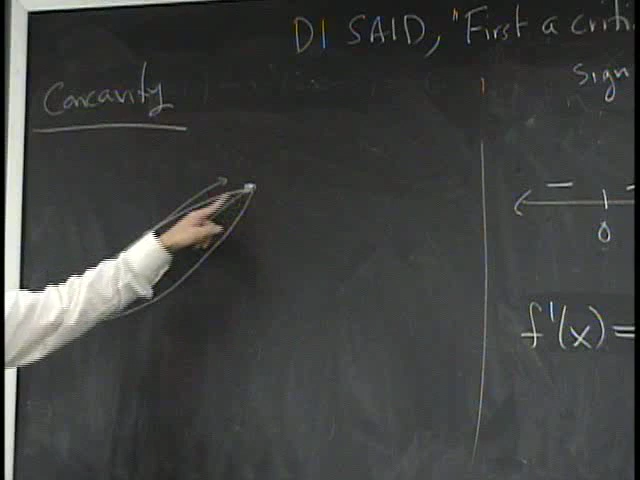 DI SAID, "First a criti
sign
Concavity
— –
0
f'(x) =